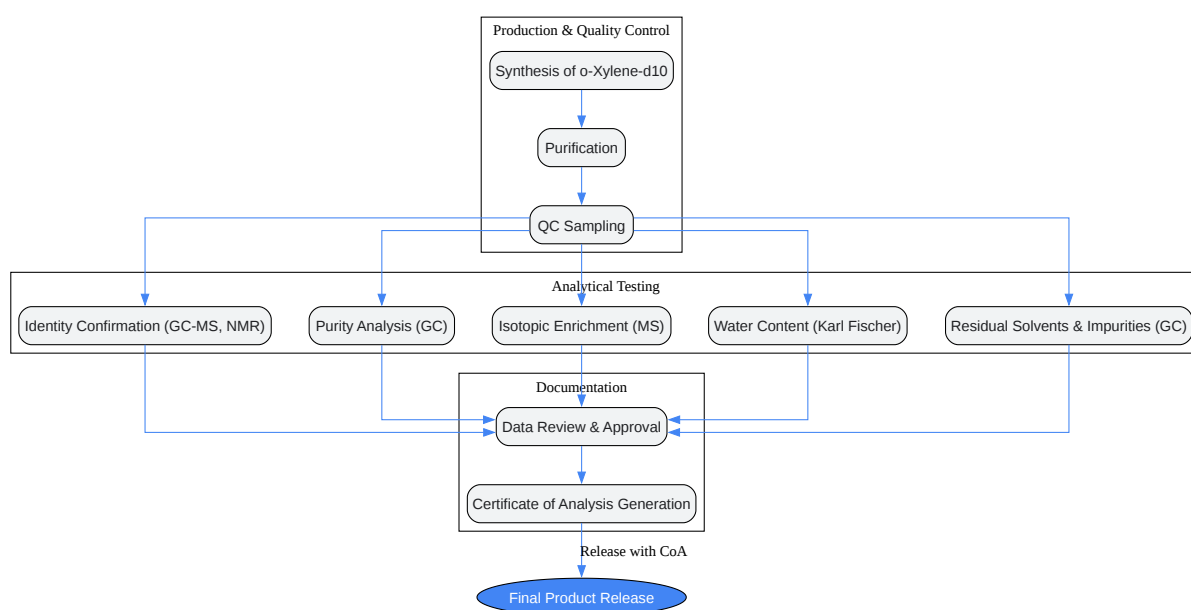 Production & Quality Control
Synthesis of o-Xylene-d10
Purification
QC Sampling
Analytical Testing
Identity Confirmation (GC-MS, NMR)
Purity Analysis (GC)
Isotopic Enrichment (MS)
Water Content (Karl Fischer)
Residual Solvents & Impurities (GC)
Documentation
Data Review & Approval
Certificate of Analysis Generation
Release with CoA
Final Product Release